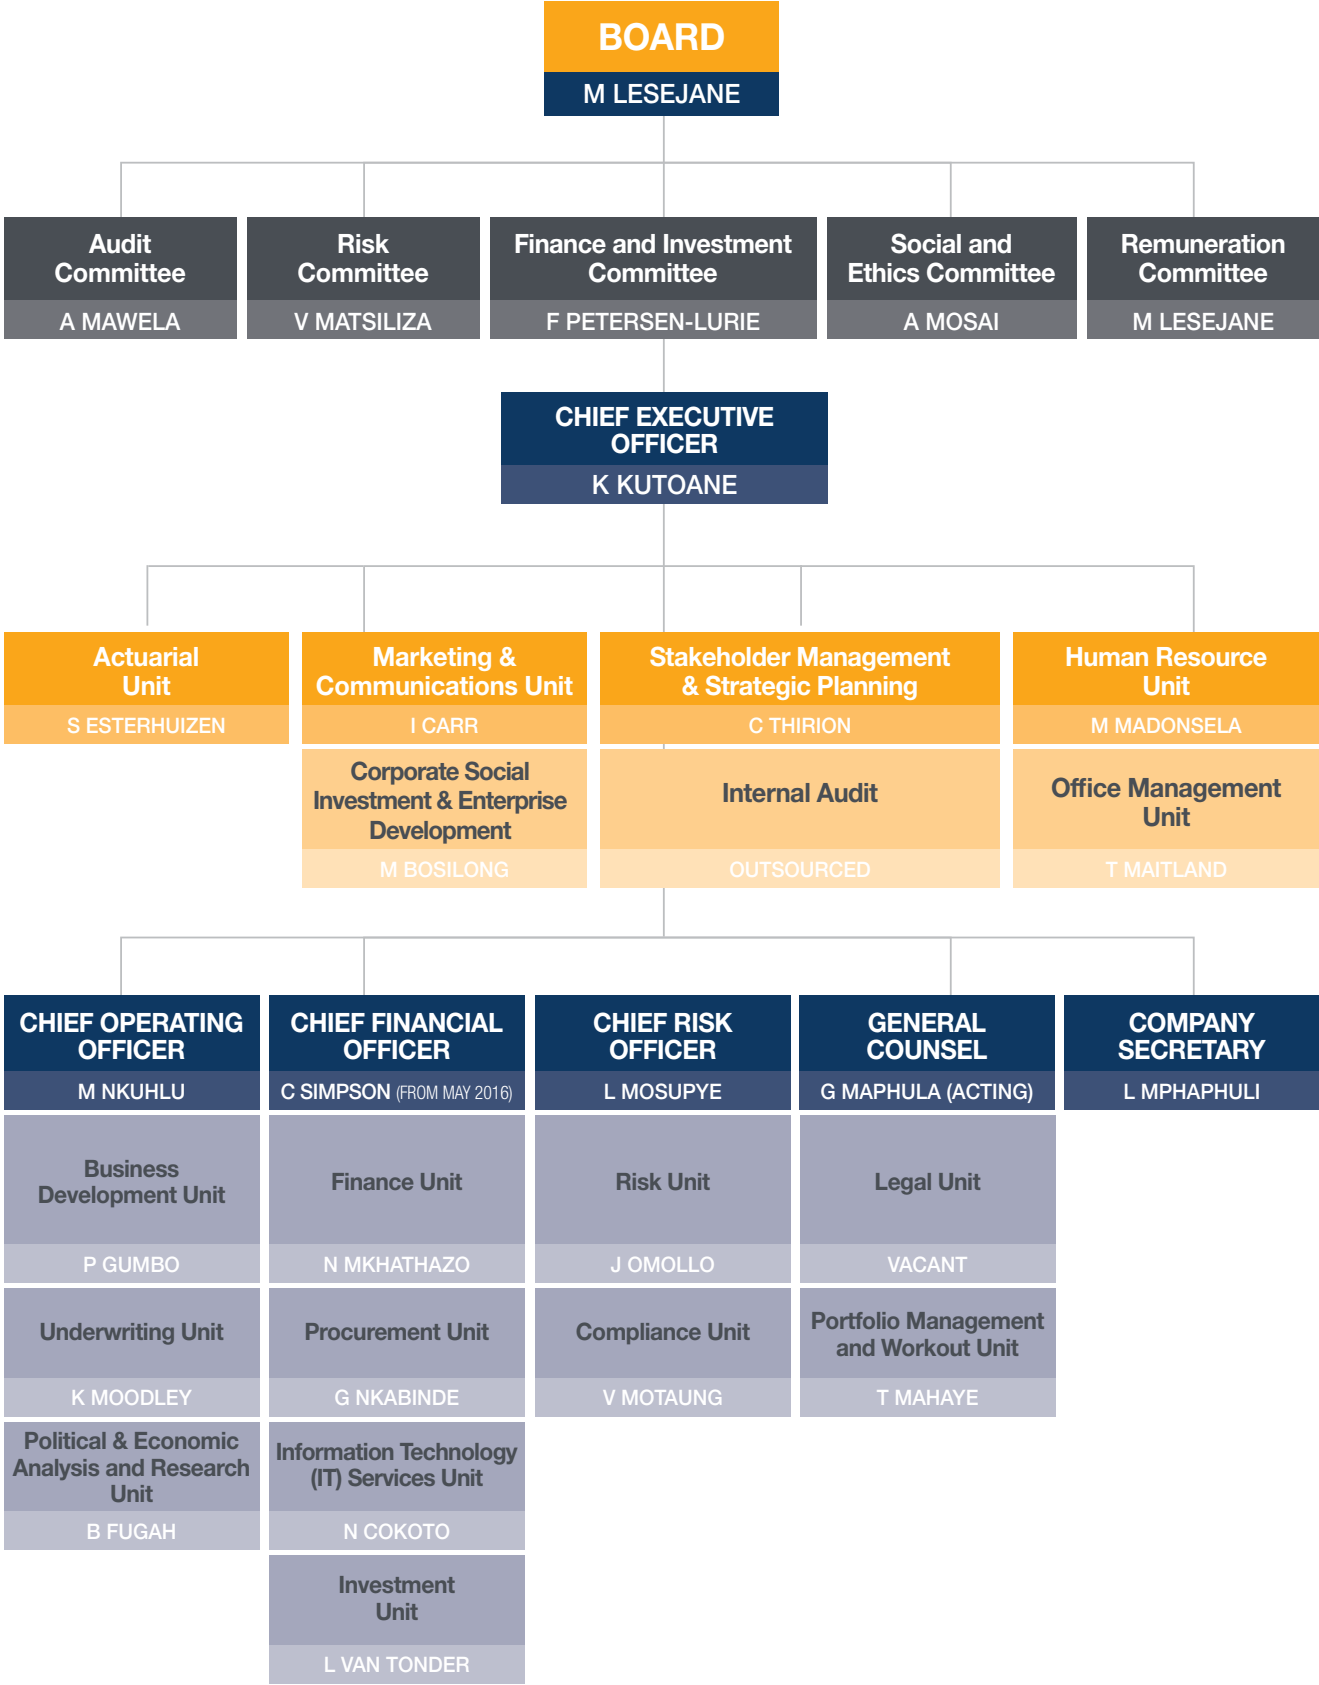 BOARD
M LESEJANE
Audit
Committee
A MAWELA
Risk
Committee
V MATSILIZA
Finance and Investment
Committee
F PETERSEN-LURIE
Social and
Ethics Committee
A MOSAI
Remuneration
Committee
M LESEJANE
CHIEF EXECUTIVE
OFFICER
K KUTOANE
Actuarial
Unit
S ESTERHUIZEN
Marketing &
Communications Unit
I CARR
Corporate Social
Investment & Enterprise
Development
M BOSILONG
Stakeholder Management
& Strategic Planning
C THIRION
Internal Audit
OUTSOURCED
Human Resource
Unit
M MADONSELA
Office Management
Unit
T MAITLAND
CHIEF OPERATING
OFFICER
M NKUHLU
Business
Development Unit
P GUMBO
Underwriting Unit
K MOODLEY
Political & Economic
Analysis and Research
Unit
B FUGAH
CHIEF FINANCIAL
OFFICER
C SIMPSON (FROM MAY 2016)
Finance Unit
N MKHATHAZO
Procurement Unit
G NKABINDE
Information Technology
(IT) Services Unit
N COKOTO
Investment
Unit
L VAN TONDER
CHIEF RISK
OFFICER
L MOSUPYE
Risk Unit
J OMOLLO
Compliance Unit
V MOTAUNG
GENERAL
COUNSEL
G MAPHULA (ACTING)
Legal Unit
VACANT
Portfolio Management
and Workout Unit
T MAHAYE
COMPANY
SECRETARY
L MPHAPHULI